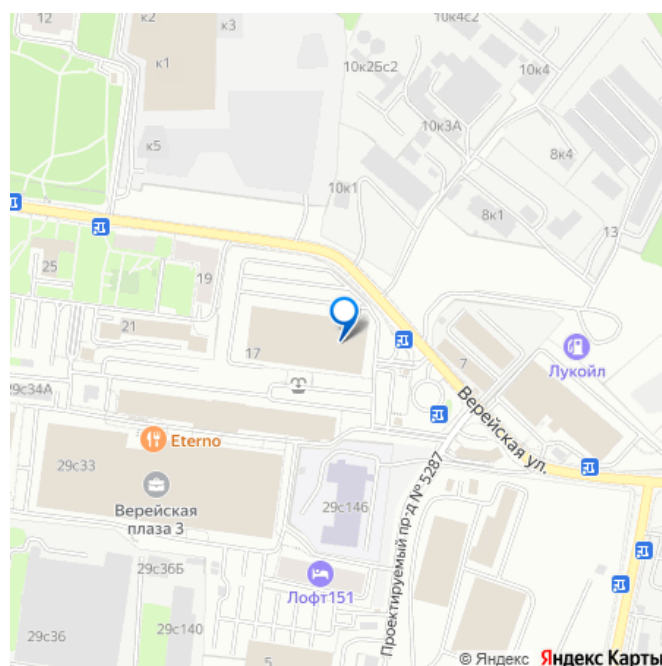 12
к2
к3
10к4с2
к1
10к2Бс2
10к4
10к3А
к5
8к4
10к1
8к1
13
25
19
21
17
7
Лукойл
29с34А
Верейская ул.
Eterno
29с33
Верейская
плаза 3
29с146
Проектируемый пр-д № 5287
29с36Б
Лофт151
29с36
29с140
5
© Яндекс Яндекс Карты